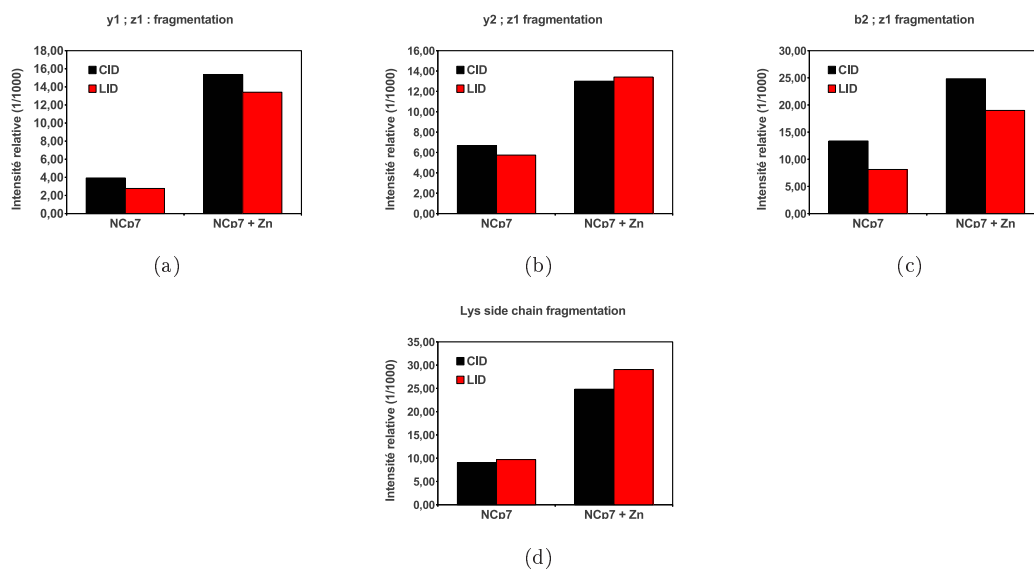 y1 ; z1 : fragmentation
Intensité relative (1/1000)
18,00
16,00
14,00
12,00
10,00
8,00
6,00
4,00
2,00
0,00
CID
LID
NCp7
NCp7 + Zn
(a)
y2 ; z1 fragmentation
Intensité relative (1/1000)
16,00
14,00
12,00
10,00
8,00
6,00
4,00
2,00
0,00
CID
LID
NCp7
NCp7 + Zn
(b)
b2 ; z1 fragmentation
Intensité relative (1/1000)
30,00
25,00
20,00
15,00
10,00
5,00
0,00
CID
LID
NCp7
NCp7 + Zn
(c)
Lys side chain fragmentation
Intensité relative (1/1000)
35,00
30,00
25,00
20,00
15,00
10,00
5,00
0,00
CID
LID
NCp7
NCp7 + Zn
(d)